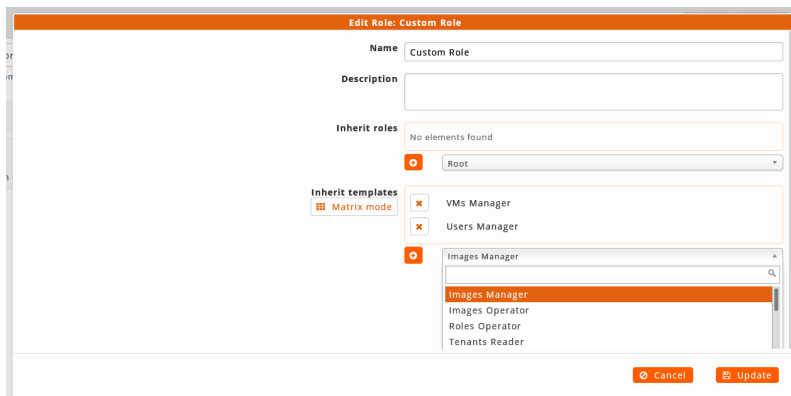 Edit Role: Custom Role
Name
Custom Role
Description
Inherit roles
No elements found
Root
Inherit templates
Matrix mode
VMs Manager
Users Manager
Images Manager
Images Manager
Images Operator
Roles Operator
Tenants Reader
Cancel
Update